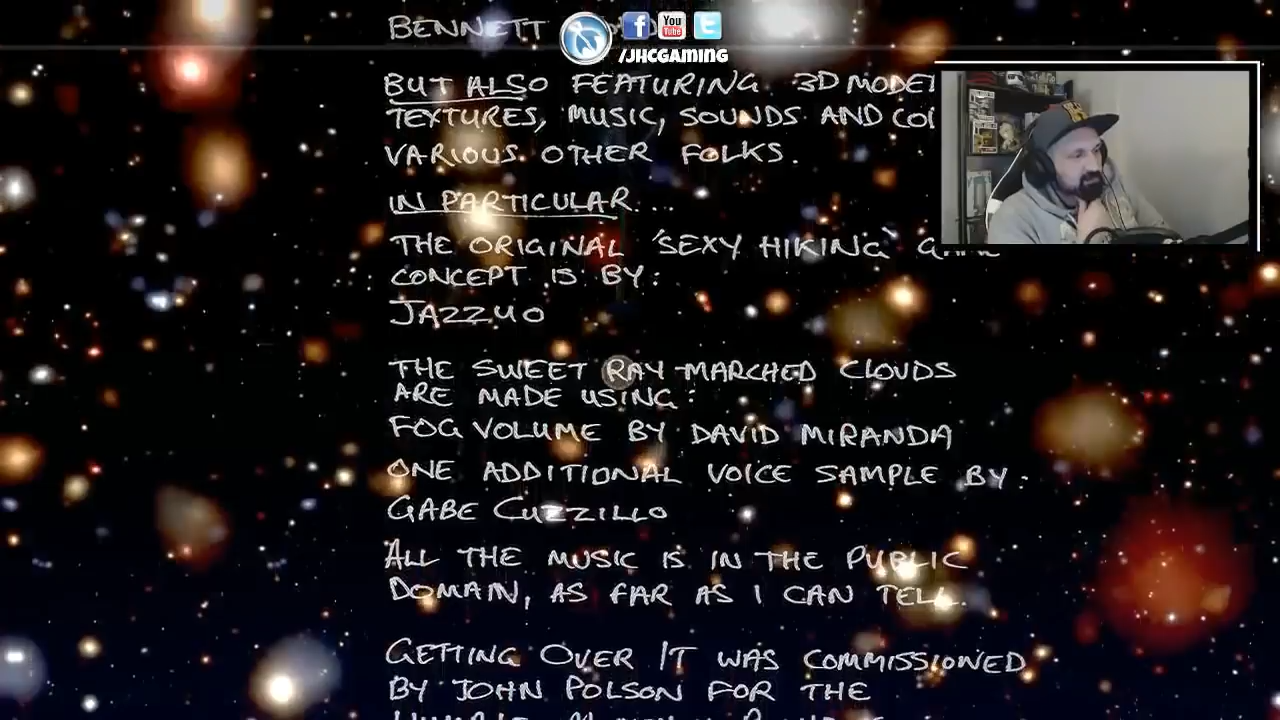 BENNETT
f You Tube t
/JHCGAMING
BUT ALSO FEATURING 3D MODEL
TEXTURES, MUSIC, SOUNDS AND
VARIOUS OTHER FOLKS.
IN PARTICULAR...
THE ORIGINAL 'SEXY HIKING'
CONCEPT IS BY:
JAZZUO
THE SWEET RAY-MARCHED CLOUDS
ARE MADE USING:
FOG VOLUME BY DAVID MIRANDA
ONE ADDITIONAL VOICE SAMPLE BY:
GABE CUZZILLO
ALL THE MUSIC IS IN THE PUBLIC
DOMAIN, AS FAR AS I CAN TELL.
GETTING OVER IT WAS COMMISSIONED
BY JOHN POLSON FOR THE